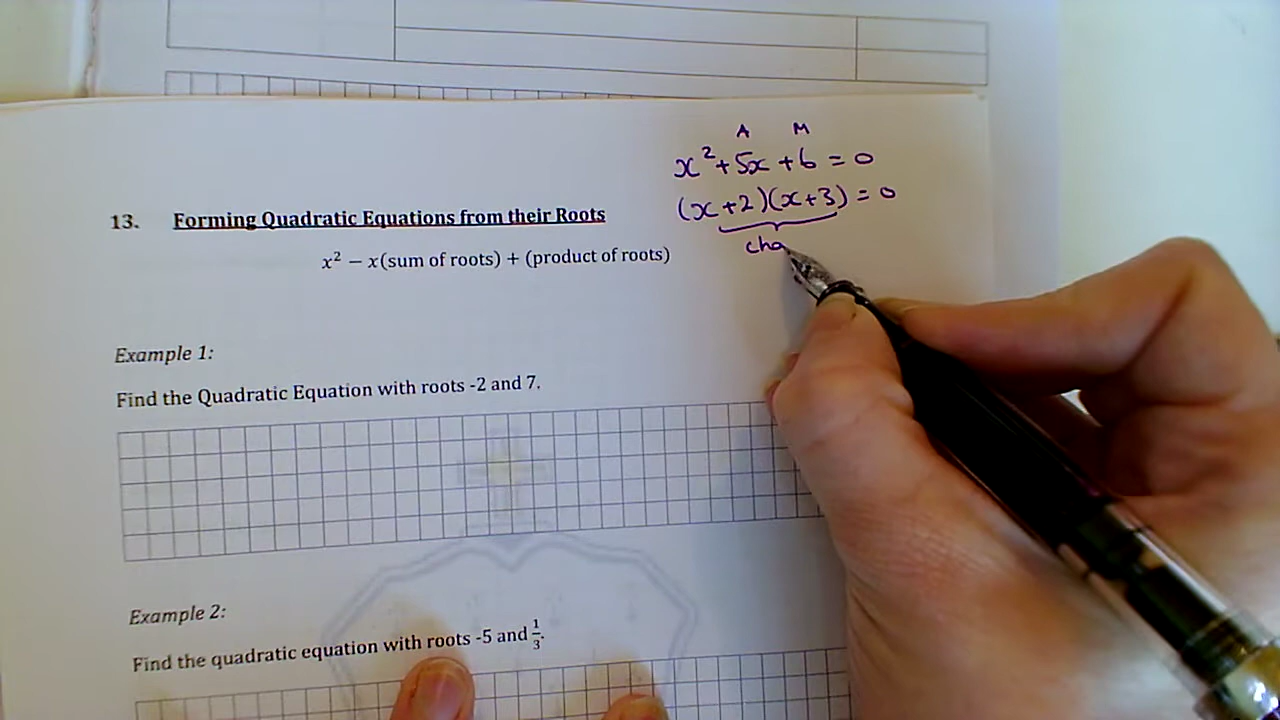 A M
x² + 5x + 6 = 0
(x + 2)(x + 3) = 0
cha
13. Forming Quadratic Equations from their Roots
x² − x(sum of roots) + (product of roots)
Example 1:
Find the Quadratic Equation with roots -2 and 7.
Example 2:
Find the quadratic equation with roots -5 and 1/3.